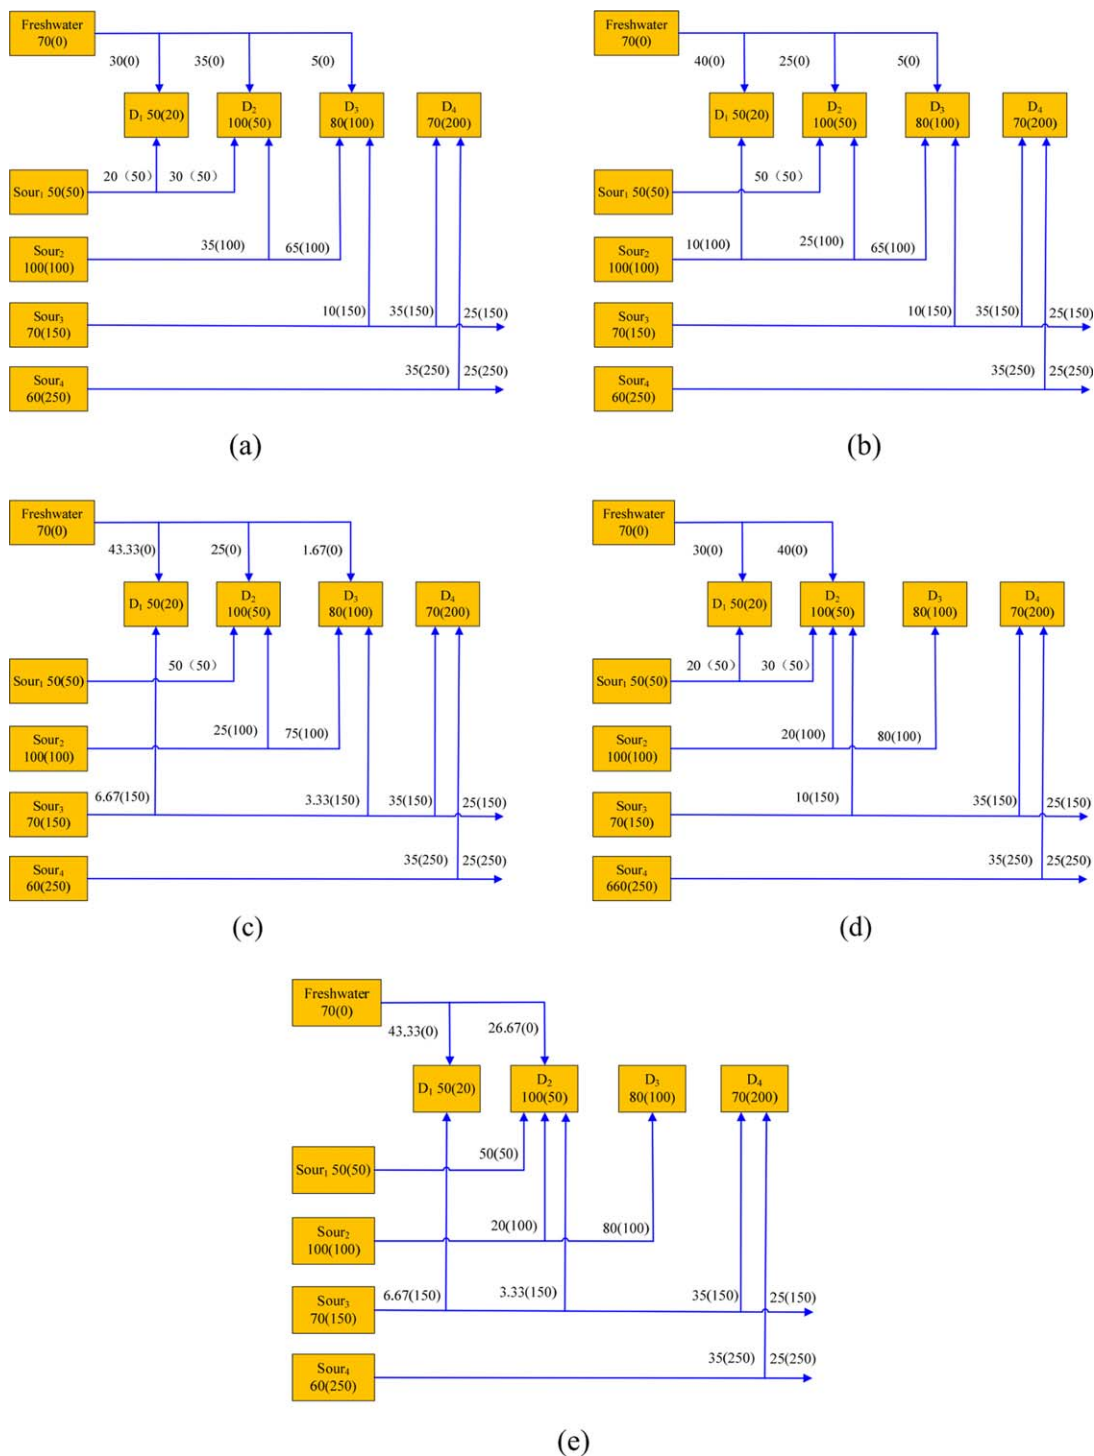 Freshwater
70(0)
30(0)
35(0)
5(0)
D₁ 50(20)
D₂
100(50)
D₃
80(100)
D₄
70(200)
20（50）
30（50）
Sour₁ 50(50)
Sour₂
100(100)
35(100)
65(100)
Sour₃
70(150)
10(150)
35(150)
25(150)
Sour₄
60(250)
35(250)
25(250)
(a)
Freshwater
70(0)
40(0)
25(0)
5(0)
D₁ 50(20)
D₂
100(50)
D₃
80(100)
D₄
70(200)
50（50）
Sour₁ 50(50)
Sour₂
100(100)
10(100)
25(100)
65(100)
Sour₃
70(150)
10(150)
35(150)
25(150)
Sour₄
60(250)
35(250)
25(250)
(b)
Freshwater
70(0)
43.33(0)
25(0)
1.67(0)
D₁ 50(20)
D₂
100(50)
D₃
80(100)
D₄
70(200)
50（50）
Sour₁ 50(50)
Sour₂
100(100)
25(100)
75(100)
Sour₃
70(150)
6.67(150)
3.33(150)
35(150)
25(150)
Sour₄
60(250)
35(250)
25(250)
(c)
Freshwater
70(0)
30(0)
40(0)
D₁ 50(20)
D₂
100(50)
D₃
80(100)
D₄
70(200)
20（50）
30（50）
Sour₁ 50(50)
Sour₂
100(100)
20(100)
80(100)
Sour₃
70(150)
10(150)
35(150)
25(150)
Sour₄
660(250)
35(250)
25(250)
(d)
Freshwater
70(0)
43.33(0)
26.67(0)
D₁ 50(20)
D₂
100(50)
D₃
80(100)
D₄
70(200)
50(50)
Sour₁ 50(50)
Sour₂
100(100)
20(100)
80(100)
Sour₃
70(150)
6.67(150)
3.33(150)
35(150)
25(150)
Sour₄
60(250)
35(250)
25(250)
(e)